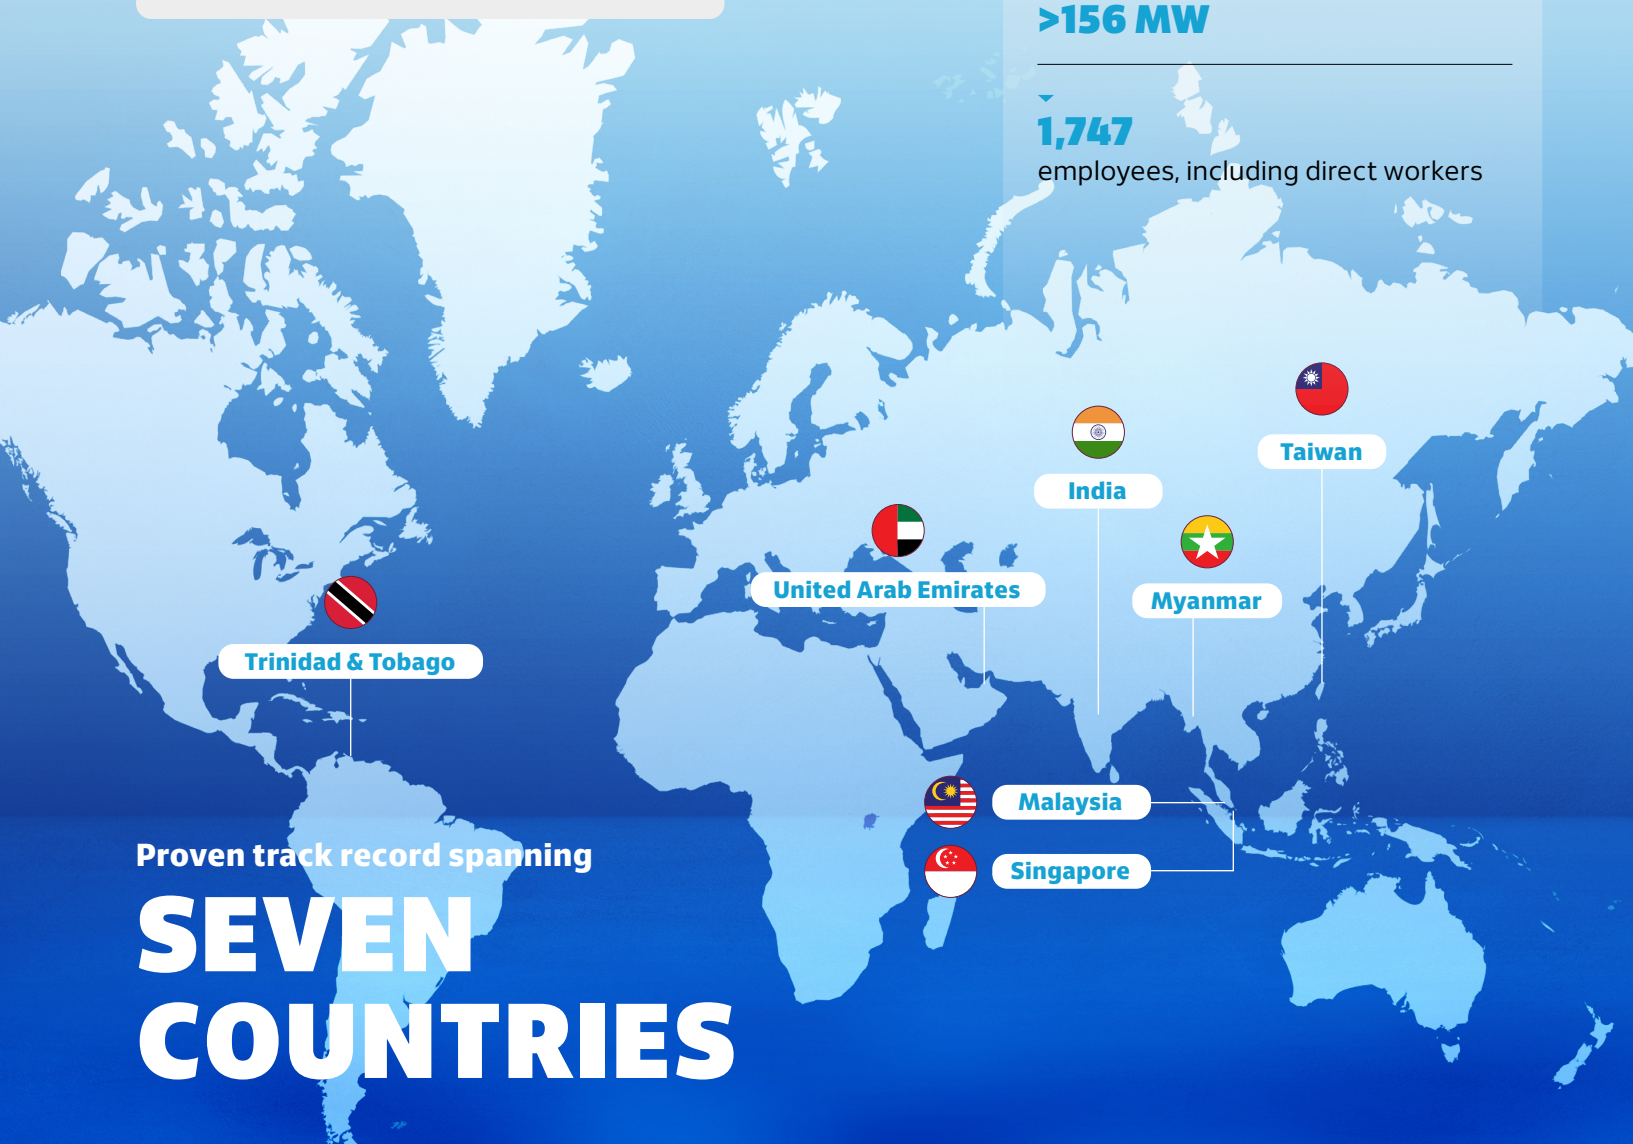 >156 MW
1,747
employees, including direct workers
Taiwan
India
United Arab Emirates
Myanmar
Trinidad & Tobago
Malaysia
Singapore
Proven track record spanning
SEVEN
COUNTRIES